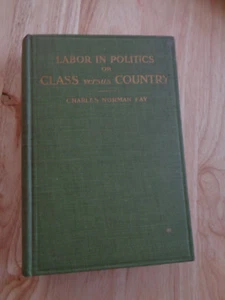 LABOR IN POLITICS
OR
CLASS VERSUS COUNTRY
CHARLES NORMAN FAY